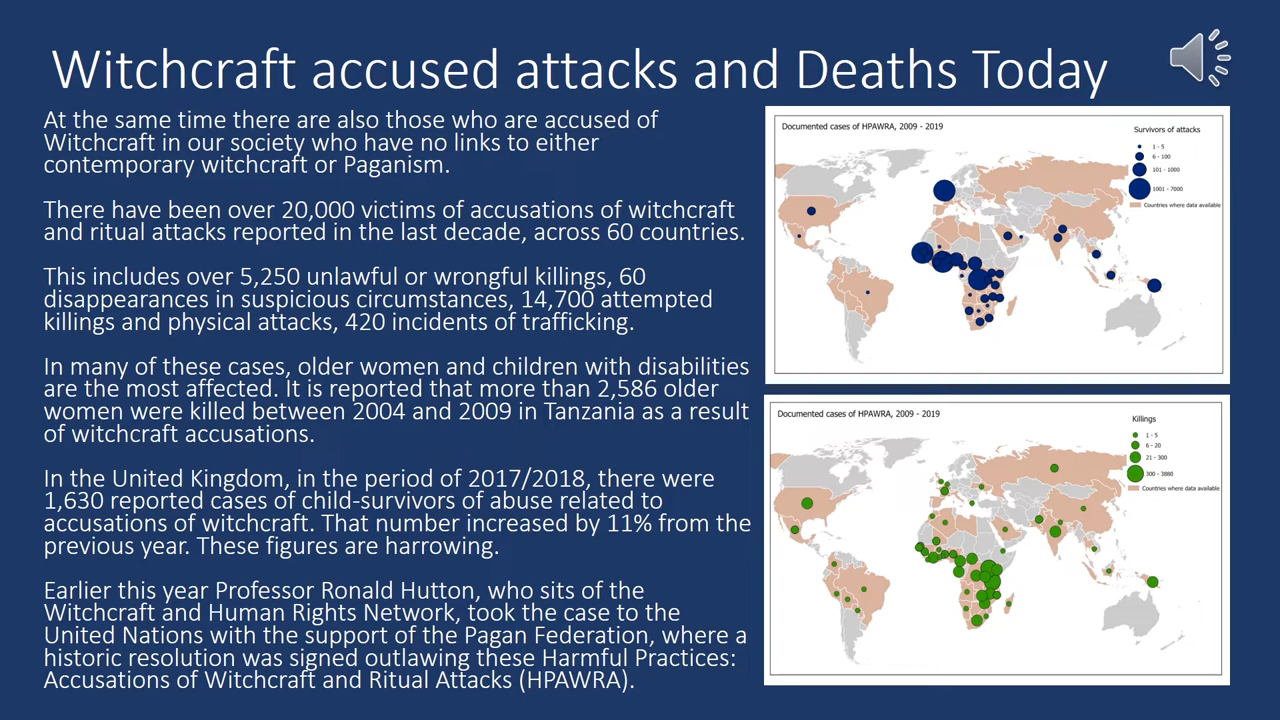 Witchcraft accused attacks and Deaths Today
At the same time there are also those who are accused of
Witchcraft in our society who have no links to either
contemporary witchcraft or Paganism.
There have been over 20,000 victims of accusations of witchcraft
and ritual attacks reported in the last decade, across 60 countries.
This includes over 5,250 unlawful or wrongful killings, 60
disappearances in suspicious circumstances, 14,700 attempted
killings and physical attacks, 420 incidents of trafficking.
In many of these cases, older women and children with disabilities
are the most affected. It is reported that more than 2,586 older
women were killed between 2004 and 2009 in Tanzania as a result
of witchcraft accusations.
In the United Kingdom, in the period of 2017/2018, there were
1,630 reported cases of child-survivors of abuse related to
accusations of witchcraft. That number increased by 11% from the
previous year. These figures are harrowing.
Earlier this year Professor Ronald Hutton, who sits of the
Witchcraft and Human Rights Network, took the case to the
United Nations with the support of the Pagan Federation, where a
historic resolution was signed outlawing these Harmful Practices:
Accusations of Witchcraft and Ritual Attacks (HPAWRA).
Documented cases of HPAWRA, 2009 - 2019
Survivors of attacks
1 - 5
6 - 100
101 - 1000
1001 - 7000
Countries where data available
Documented cases of HPAWRA, 2009 - 2019
Killings
1 - 5
6 - 20
21 - 300
300 - 3880
Countries where data available